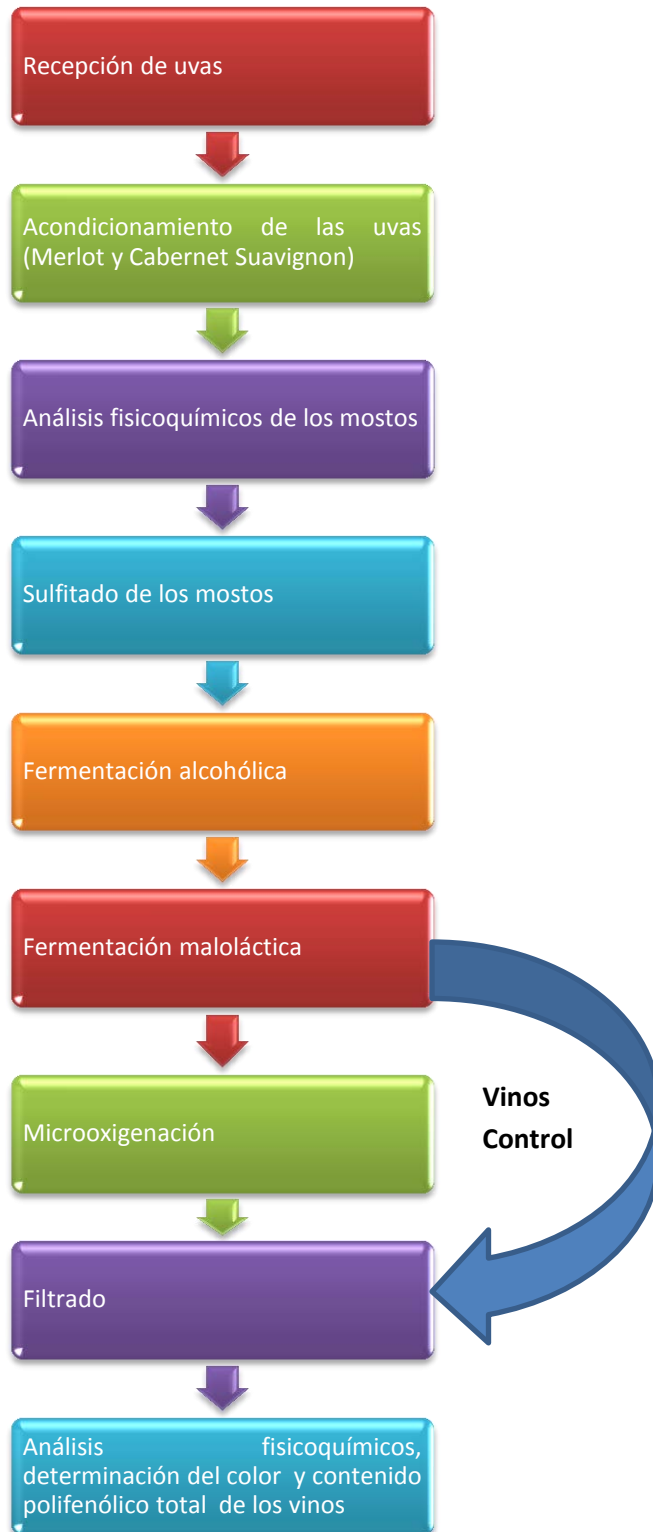 Recepción de uvas
Acondicionamiento de las uvas
(Merlot y Cabernet Suavignon)
Análisis fisicoquímicos de los mostos
Sulfitado de los mostos
Fermentación alcohólica
Fermentación maloláctica
Vinos
Control
Microoxigenación
Filtrado
Análisis fisicoquímicos,
determinación del color y contenido
polifenólico total de los vinos